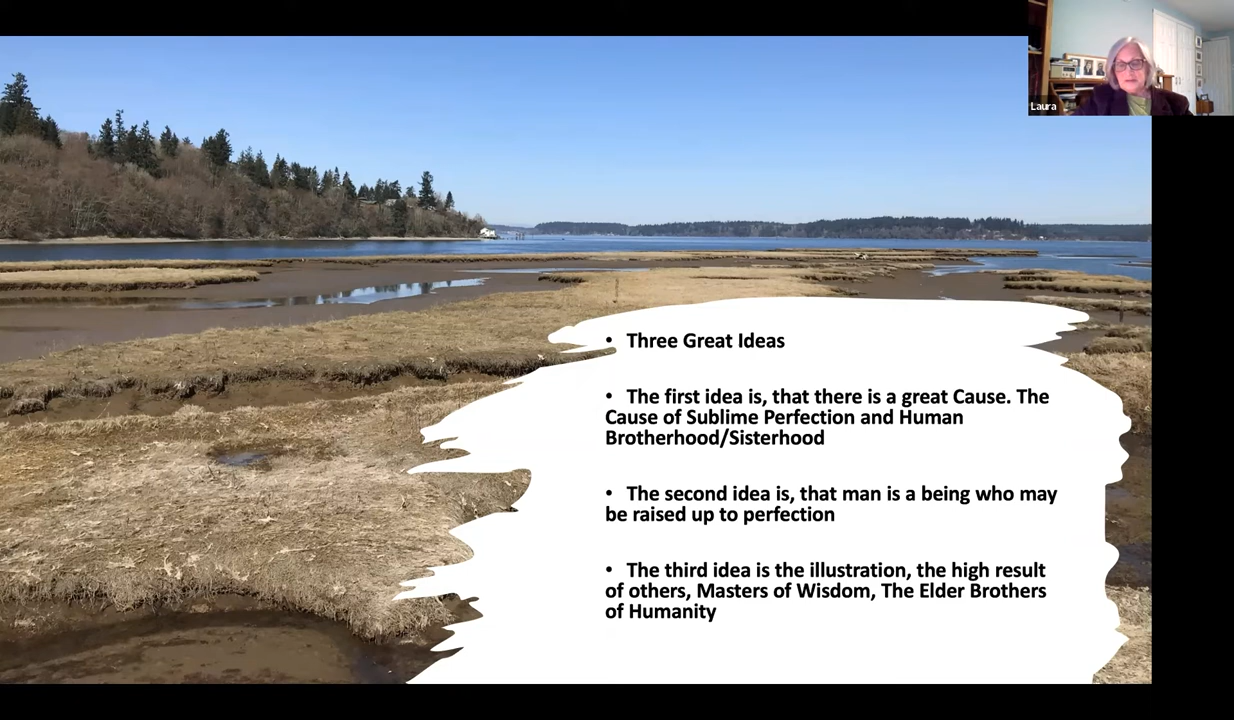 Laura
• Three Great Ideas
• The first idea is, that there is a great Cause. The
Cause of Sublime Perfection and Human
Brotherhood/Sisterhood
• The second idea is, that man is a being who may
be raised up to perfection
• The third idea is the illustration, the high result
of others, Masters of Wisdom, The Elder Brothers
of Humanity